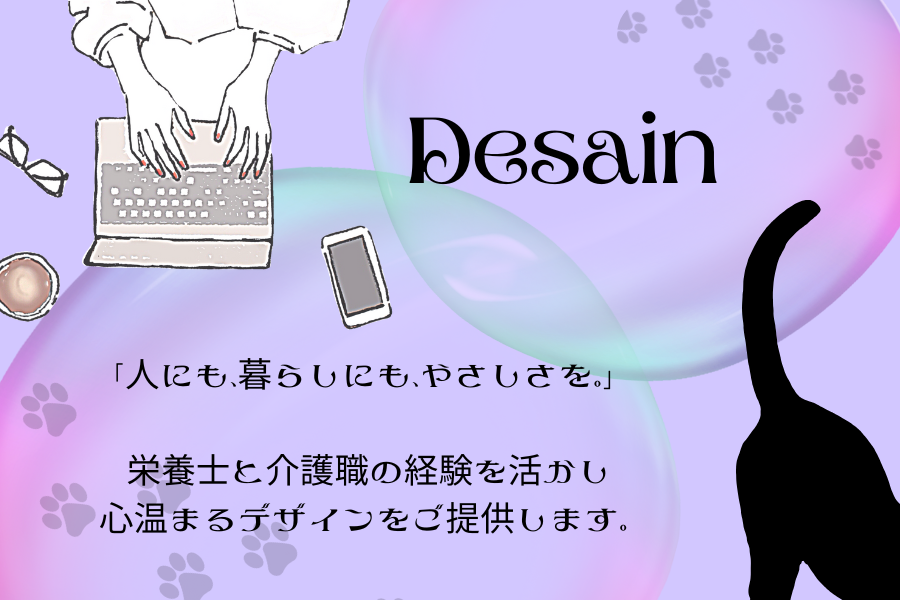 Desain
「人にも、暮らしにも、やさしさを。」
栄養士と介護職の経験を活かし
心温まるデザインをご提供します。